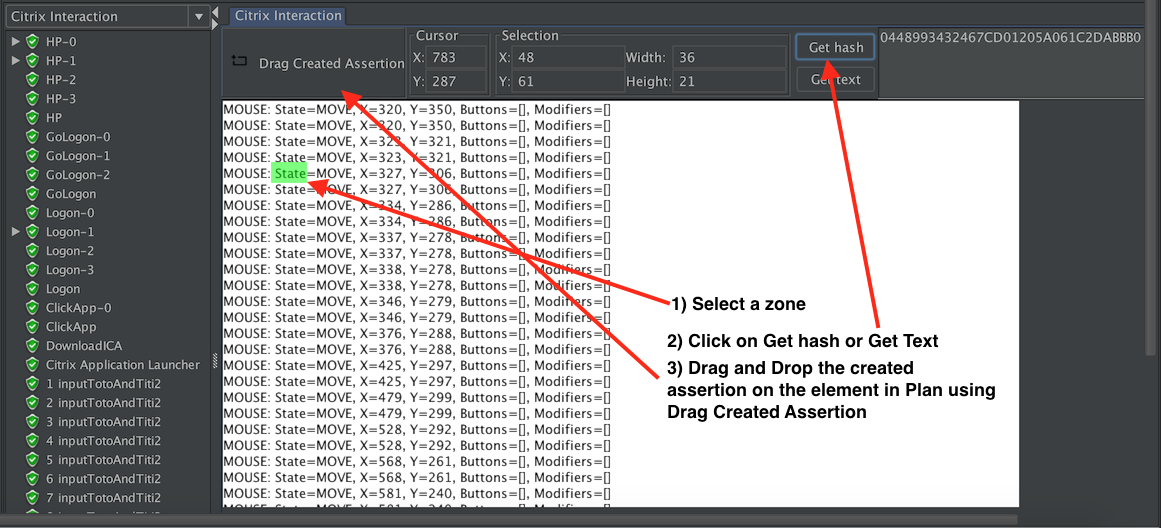 Citrix Interaction
HP-0
HP-1
HP-2
HP-3
HP
GoLogon-0
GoLogon-1
GoLogon-2
GoLogon
Logon-0
Logon-1
Logon-2
Logon-3
Logon
ClickApp-0
ClickApp
DownloadICA
Citrix Application Launcher
1 inputTotoAndTiti2
2 inputTotoAndTiti2
3 inputTotoAndTiti2
4 inputTotoAndTiti2
5 inputTotoAndTiti2
6 inputTotoAndTiti2
7 inputTotoAndTiti2
Citrix Interaction
Drag Created Assertion
Cursor
X: 783
Y: 287
Selection
X: 48 Width: 36
Y: 61 Height: 21
Get hash
Get text
0448993432467CD01205A061C2DABBB0
MOUSE: State=MOVE, X=320, Y=350, Buttons=[], Modifiers=[]
MOUSE: State=MOVE, X=320, Y=350, Buttons=[], Modifiers=[]
MOUSE: State=MOVE, X=323, Y=321, Buttons=[], Modifiers=[]
MOUSE: State=MOVE, X=323, Y=321, Buttons=[], Modifiers=[]
MOUSE: State=MOVE, X=327, Y=306, Buttons=[], Modifiers=[]
MOUSE: State=MOVE, X=327, Y=306, Buttons=[], Modifiers=[]
MOUSE: State=MOVE, X=334, Y=286, Buttons=[], Modifiers=[]
MOUSE: State=MOVE, X=334, Y=286, Buttons=[], Modifiers=[]
MOUSE: State=MOVE, X=337, Y=278, Buttons=[], Modifiers=[]
MOUSE: State=MOVE, X=337, Y=278, Buttons=[], Modifiers=[]
MOUSE: State=MOVE, X=338, Y=278, Buttons=[], Modifiers=[]
MOUSE: State=MOVE, X=338, Y=278, Buttons=[], Modifiers=[]
MOUSE: State=MOVE, X=346, Y=279, Buttons=[], Modifiers=[]
MOUSE: State=MOVE, X=346, Y=279, Buttons=[], Modifiers=[]
MOUSE: State=MOVE, X=376, Y=288, Buttons=[], Modifiers=[]
MOUSE: State=MOVE, X=376, Y=288, Buttons=[], Modifiers=[]
MOUSE: State=MOVE, X=425, Y=297, Buttons=[], Modifiers=[]
MOUSE: State=MOVE, X=425, Y=297, Buttons=[], Modifiers=[]
MOUSE: State=MOVE, X=479, Y=299, Buttons=[], Modifiers=[]
MOUSE: State=MOVE, X=479, Y=299, Buttons=[], Modifiers=[]
MOUSE: State=MOVE, X=528, Y=292, Buttons=[], Modifiers=[]
MOUSE: State=MOVE, X=528, Y=292, Buttons=[], Modifiers=[]
MOUSE: State=MOVE, X=568, Y=261, Buttons=[], Modifiers=[]
MOUSE: State=MOVE, X=568, Y=261, Buttons=[], Modifiers=[]
MOUSE: State=MOVE, X=581, Y=240, Buttons=[], Modifiers=[]
1) Select a zone
2) Click on Get hash or Get Text
3) Drag and Drop the created
assertion on the element in Plan using
Drag Created Assertion